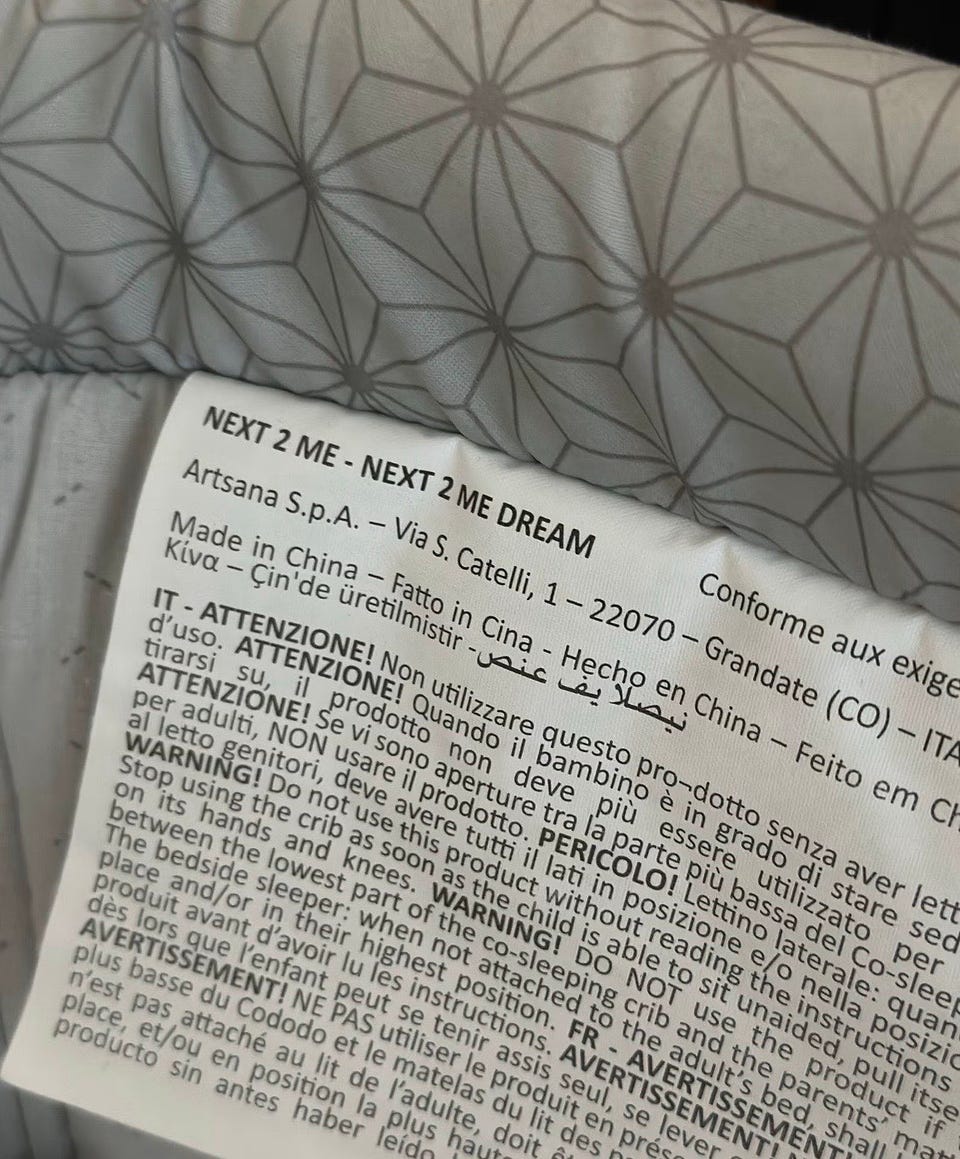 NEXT 2 ME - NEXT 2 ME DREAM
Conforme aux exige
Artsana S.p.A. – Via S. Catelli, 1 – 22070 – Grandate (CO) – ITA
Made in China – Fatto in Cina - Hecho en China – Feito em Ch
Κίνα – Çin'de üretilmistir - نيصلا يف عنص
IT - ATTENZIONE! Non utilizzare questo pro–dotto senza aver lett
d'uso. ATTENZIONE! Quando il bambino è in grado di stare sed
tirarsi su, il prodotto non deve più essere utilizzato per
ATTENZIONE! Se vi sono aperture tra la parte più bassa del Co-sleep
per adulti, NON usare il prodotto. PERICOLO! Lettino laterale: quan
al letto genitori, deve avere tutti il lati in posizione e/o nella posizio
WARNING! Do not use this product without reading the instructions
Stop using the crib as soon as the child is able to sit unaided, pull itse
on its hands and knees. WARNING! DO NOT use the product if
between the lowest part of the co-sleeping crib and the parents' mat
The bedside sleeper: when not attached to the adult's bed, shall
place and/or in their highest position. FR - AVERTISSEMENT!
produit avant d'avoir lu les instructions. AVERTISSEMENT!
dès lors que l'enfant peut se tenir assis seul, se lever
AVERTISSEMENT! NE PAS utiliser le produit en prése
plus basse du Cododo et le matelas du lit des
n'est pas attaché au lit de l'adulte, doit
place, et/ou en position la plus haut
producto sin antes haber leído